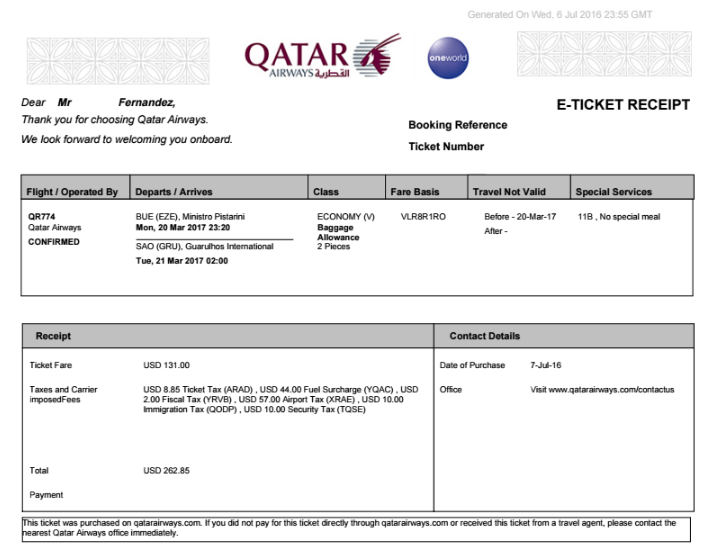 Generated On Wed, 6 Jul 2016 23:55 GMT
QATAR
AIRWAYS القطرية
oneworld
Dear Mr Fernandez,
Thank you for choosing Qatar Airways.
We look forward to welcoming you onboard.
E-TICKET RECEIPT
Booking Reference
Ticket Number
Flight / Operated By Departs / Arrives Class Fare Basis Travel Not Valid Special Services
QR774 BUE (EZE), Ministro Pistarini ECONOMY (V) VLR8R1RO Before - 20-Mar-17 11B , No special meal
Qatar Airways Mon, 20 Mar 2017 23:20 Baggage After -
CONFIRMED Allowance
SAO (GRU), Guarulhos International 2 Pieces
Tue, 21 Mar 2017 02:00
Receipt Contact Details
Ticket Fare USD 131.00 Date of Purchase 7-Jul-16
Taxes and Carrier USD 8.85 Ticket Tax (ARAD) , USD 44.00 Fuel Surcharge (YQAC) , USD Office Visit www.qatarairways.com/contactus
imposedFees 2.00 Fiscal Tax (YRVB) , USD 57.00 Airport Tax (XRAE) , USD 10.00
Immigration Tax (QODP) , USD 10.00 Security Tax (TQSE)
Total USD 262.85
Payment
This ticket was purchased on qatarairways.com. If you did not pay for this ticket directly through qatarairways.com or received this ticket from a travel agent, please contact the
nearest Qatar Airways office immediately.